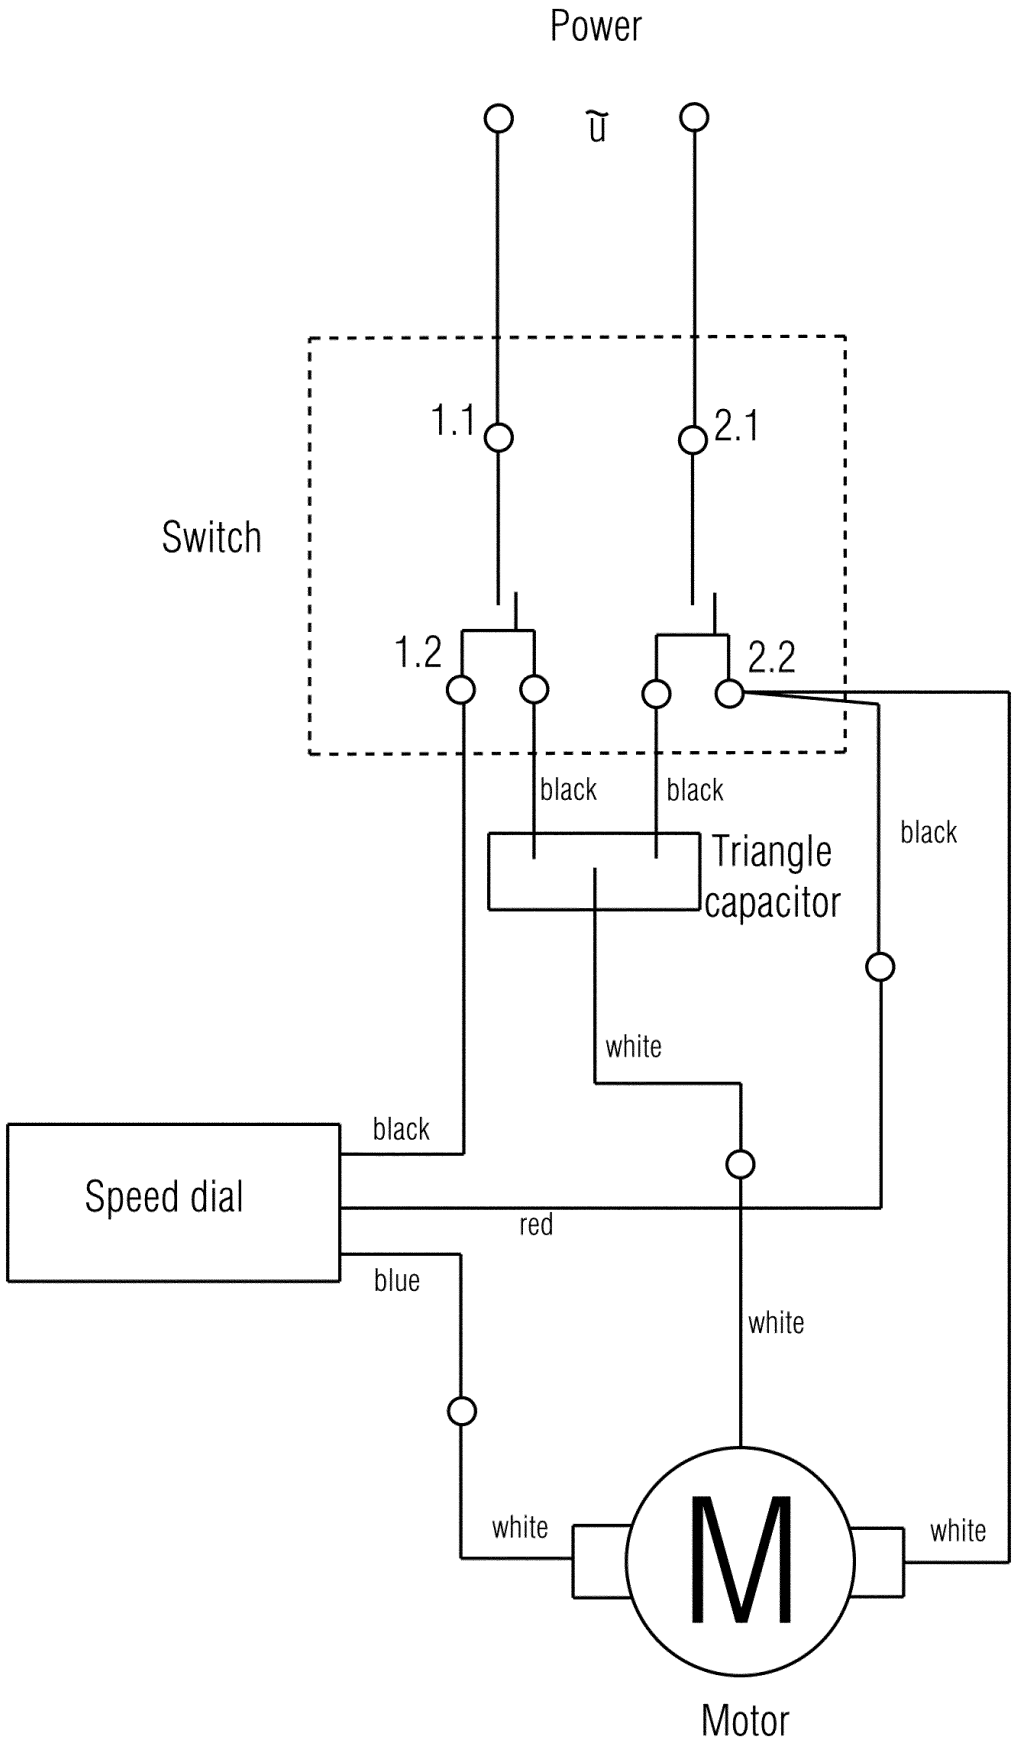 Power
ũ
1.1
2.1
Switch
1.2
2.2
black
black
Triangle
capacitor
black
white
black
Speed dial
red
blue
white
white
white
M
Motor